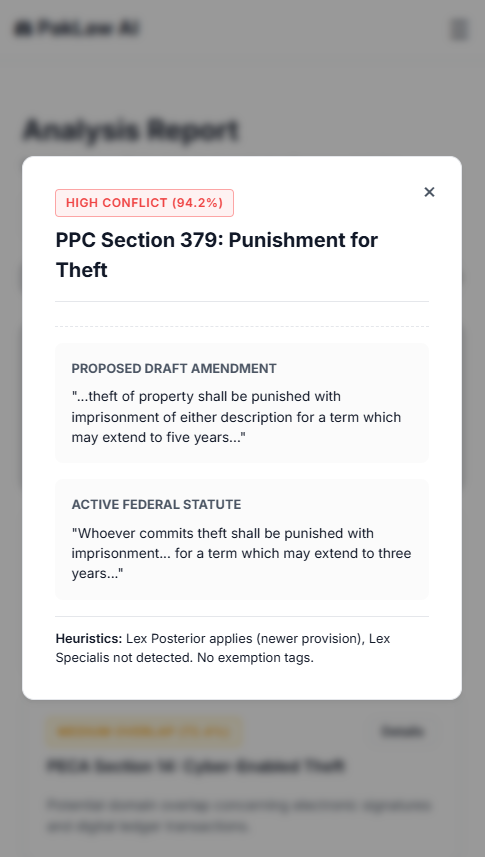 PakLaw AI
Analysis Report
HIGH CONFLICT (94.2%)
×
PPC Section 379: Punishment for
Theft
PROPOSED DRAFT AMENDMENT
"...theft of property shall be punished with
imprisonment of either description for a term which
may extend to five years..."
ACTIVE FEDERAL STATUTE
"Whoever commits theft shall be punished with
imprisonment... for a term which may extend to three
years..."
Heuristics: Lex Posterior applies (newer provision), Lex
Specialis not detected. No exemption tags.
Details
PECA Section 14: Cyber-Enabled Theft
Potential domain overlap concerning electronic signatures
and digital ledger transactions.